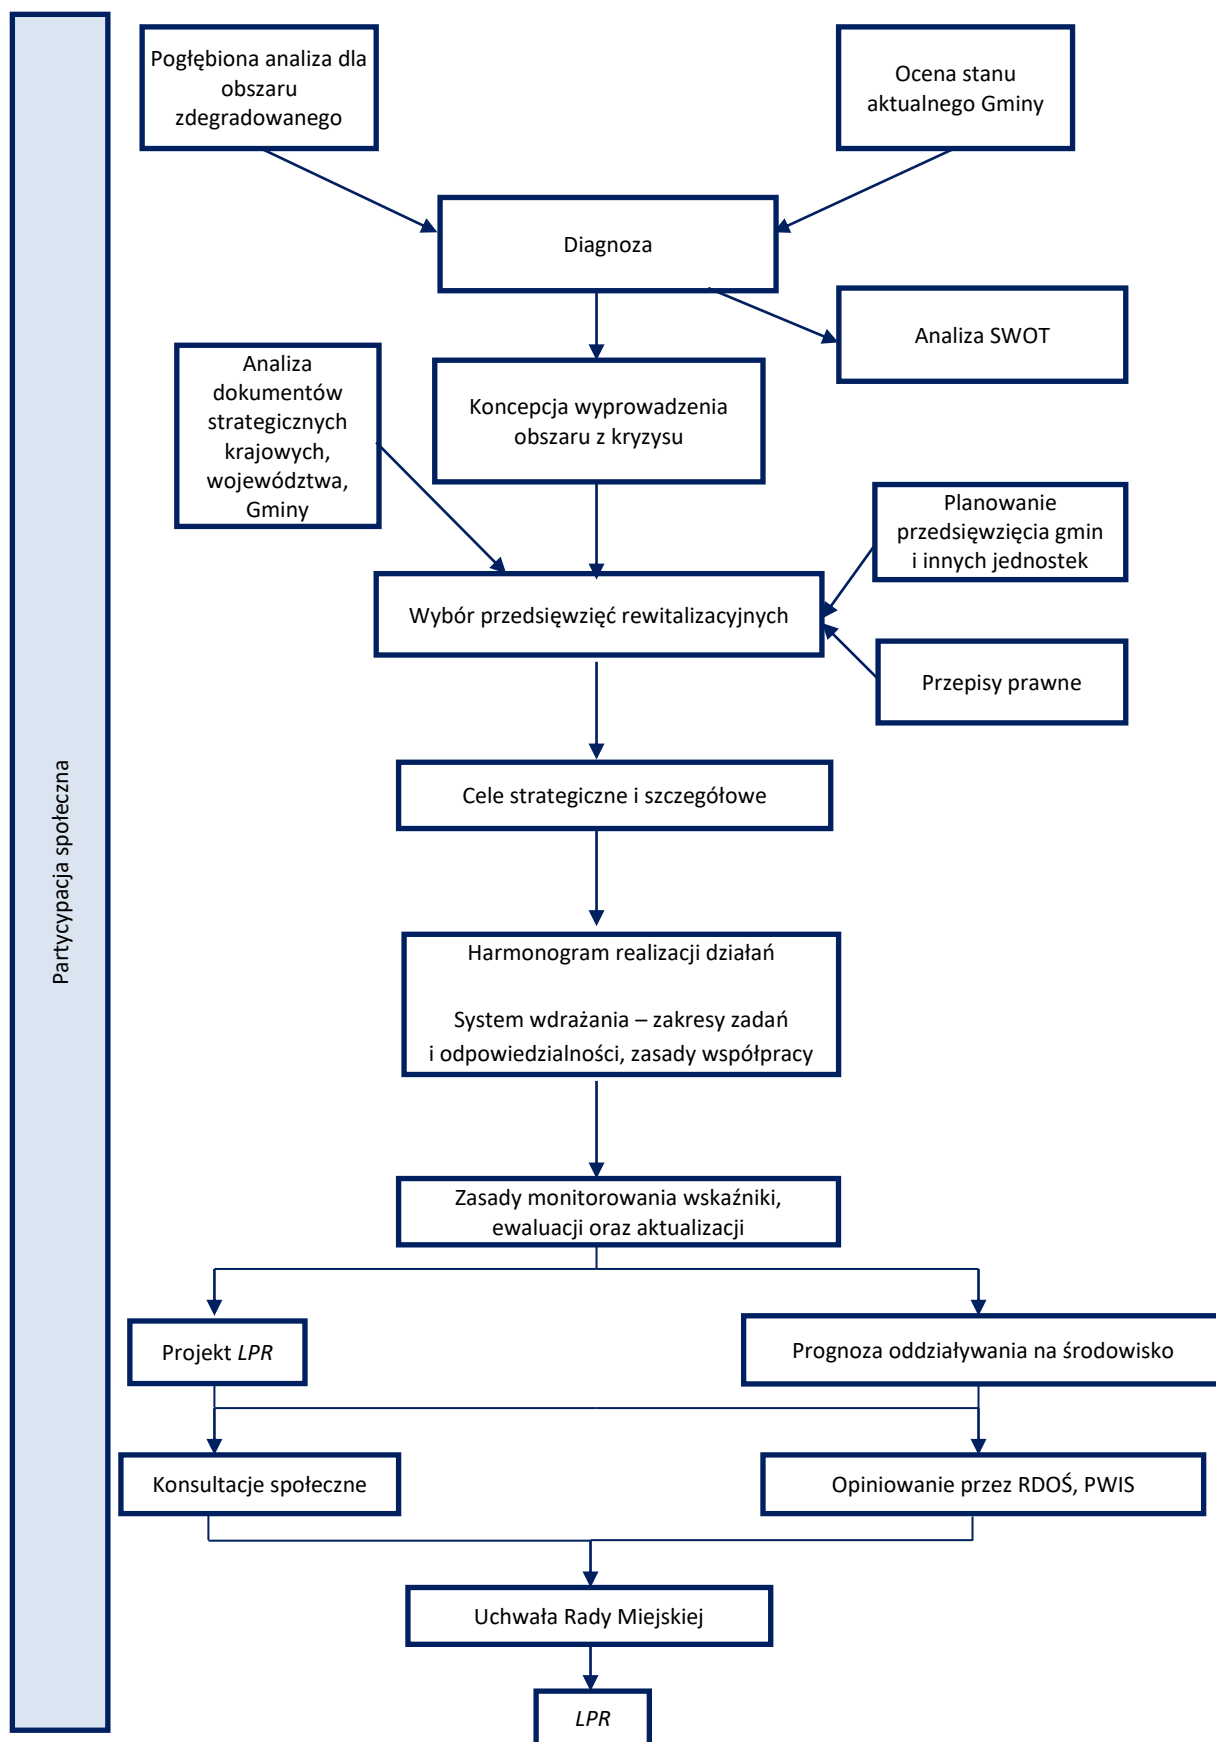 Partycypacja społeczna
Pogłębiona analiza dla
obszaru
zdegradowanego
Ocena stanu
aktualnego Gminy
Diagnoza
Analiza SWOT
Analiza
dokumentów
strategicznych
krajowych,
województwa,
Gminy
Koncepcja wyprowadzenia
obszaru z kryzysu
Planowanie
przedsięwzięcia gmin
i innych jednostek
Wybór przedsięwzięć rewitalizacyjnych
Przepisy prawne
Cele strategiczne i szczegółowe
Harmonogram realizacji działań
System wdrażania – zakresy zadań
i odpowiedzialności, zasady współpracy
Zasady monitorowania wskaźniki,
ewaluacji oraz aktualizacji
Projekt LPR
Prognoza oddziaływania na środowisko
Konsultacje społeczne
Opiniowanie przez RDOŚ, PWIS
Uchwała Rady Miejskiej
LPR